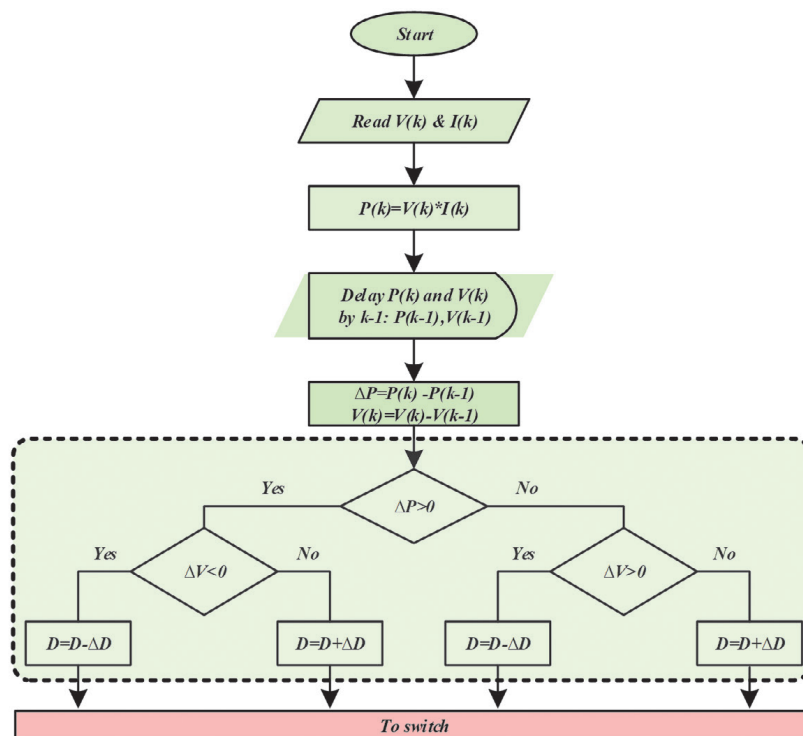 Start
Read V(k) & I(k)
P(k)=V(k)*I(k)
Delay P(k) and V(k)
by k-1: P(k-1),V(k-1)
ΔP=P(k) -P(k-1)
V(k)=V(k)-V(k-1)
Yes
ΔP>0
No
Yes
ΔV<0
No
Yes
ΔV>0
No
D=D-ΔD
D=D+ΔD
D=D-ΔD
D=D+ΔD
To switch